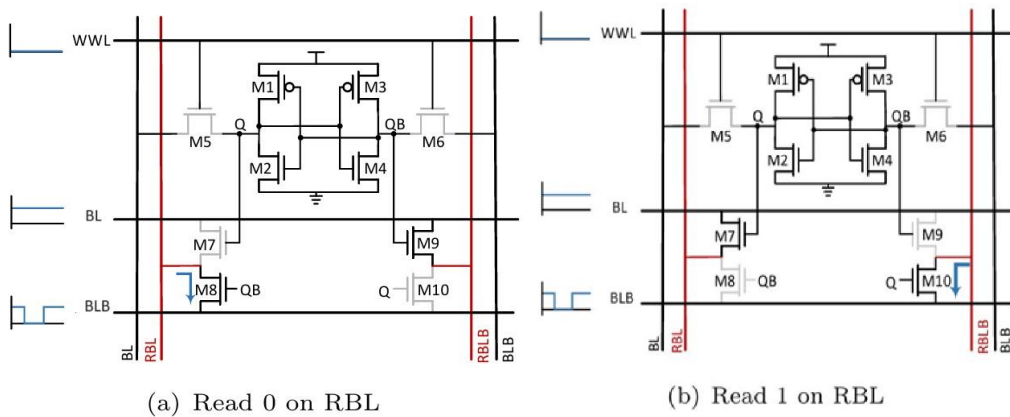 WWL
M1
M3
Q
QB
M5
M6
M2
M4
BL
M7
M9
M8
QB
Q
M10
BLB
BL
RBL
RBLB
BLB
(a) Read 0 on RBL
WWL
M1
M3
Q
QB
M5
M6
M2
M4
BL
M7
M9
M8
QB
Q
M10
BLB
BL
RBL
RBLB
BLB
(b) Read 1 on RBL